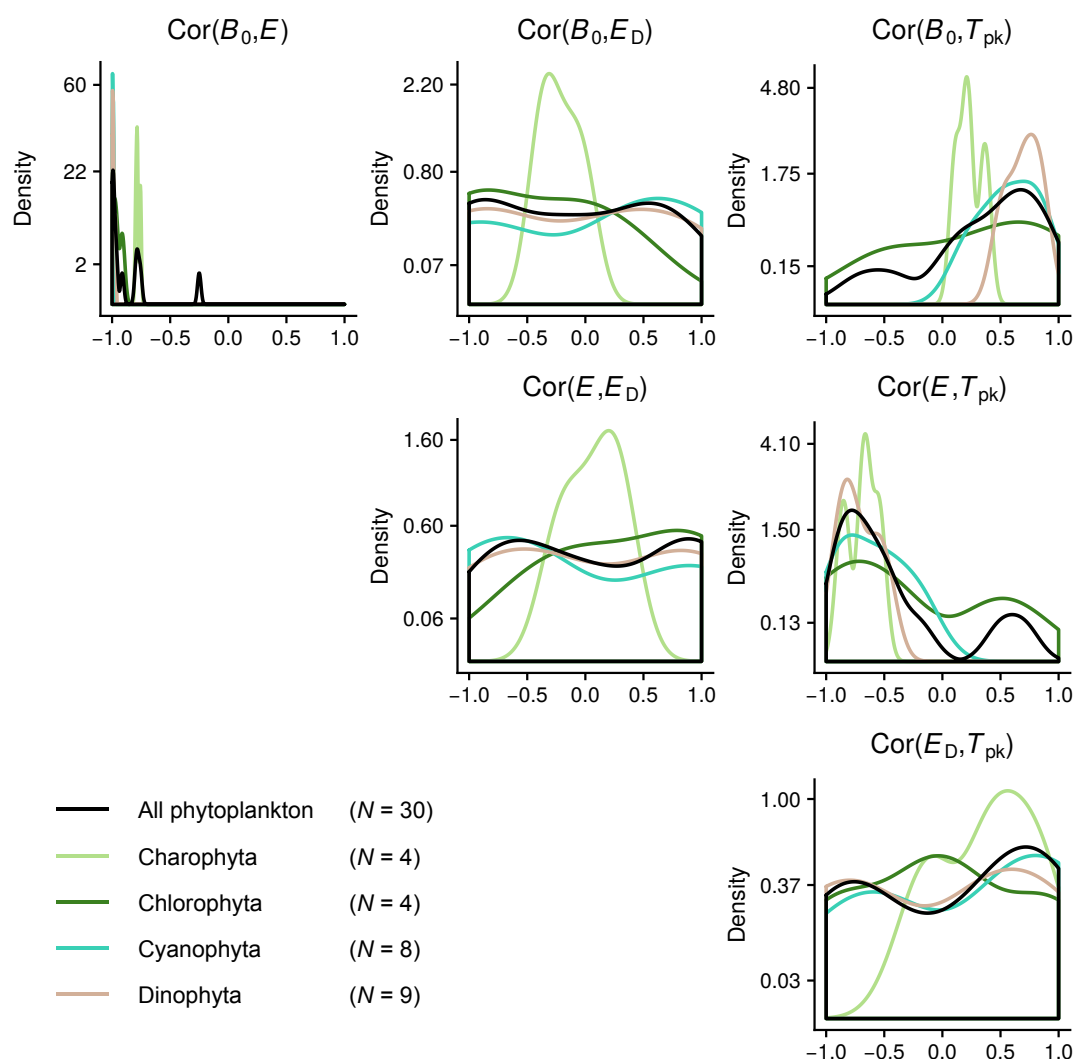 Cor(B0,E) Cor(B0,ED) Cor(B0,Tpk)
Density
60
22
2
−1.0 −0.5 0.0 0.5 1.0
Density
2.20
0.80
0.07
−1.0 −0.5 0.0 0.5 1.0
Density
4.80
1.75
0.15
−1.0 −0.5 0.0 0.5 1.0
Cor(E,ED) Cor(E,Tpk)
Density
1.60
0.60
0.06
−1.0 −0.5 0.0 0.5 1.0
Density
4.10
1.50
0.13
−1.0 −0.5 0.0 0.5 1.0
Cor(ED,Tpk)
Density
1.00
0.37
0.03
−1.0 −0.5 0.0 0.5 1.0
All phytoplankton (N = 30)
Charophyta (N = 4)
Chlorophyta (N = 4)
Cyanophyta (N = 8)
Dinophyta (N = 9)